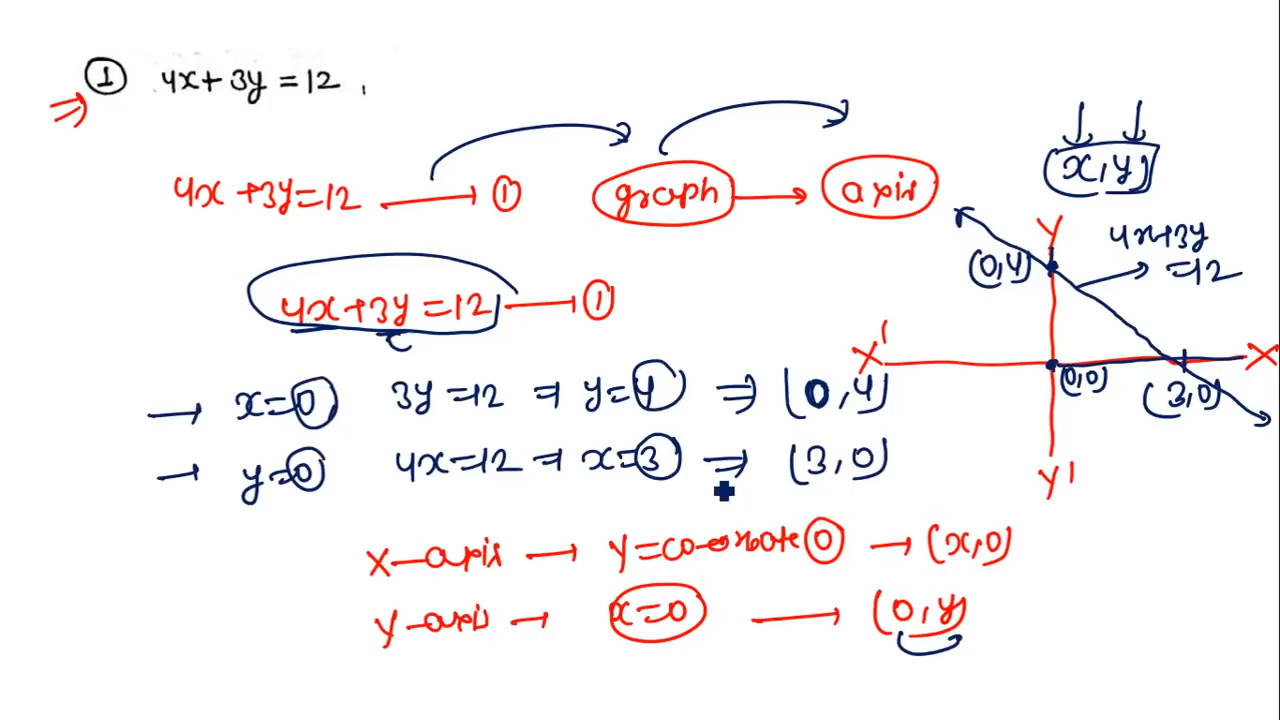 ① 4x+3y=12,
⇒
4x+3y=12 ⟶ ① graph ⟶ axis
4x+3y=12 ⟶ ①
→ x=0 3y=12 ⇒ y=4 ⇒ (0,4)
→ y=0 4x=12 ⇒ x=3 ⇒ (3,0)
X-axis → Y=co-ordinate 0 → (x,0)
Y-axis → x=0 → (0,y)
(x,y)
Y
4x+3y
=12
(0,4)
X' X
(0,0) (3,0)
Y'